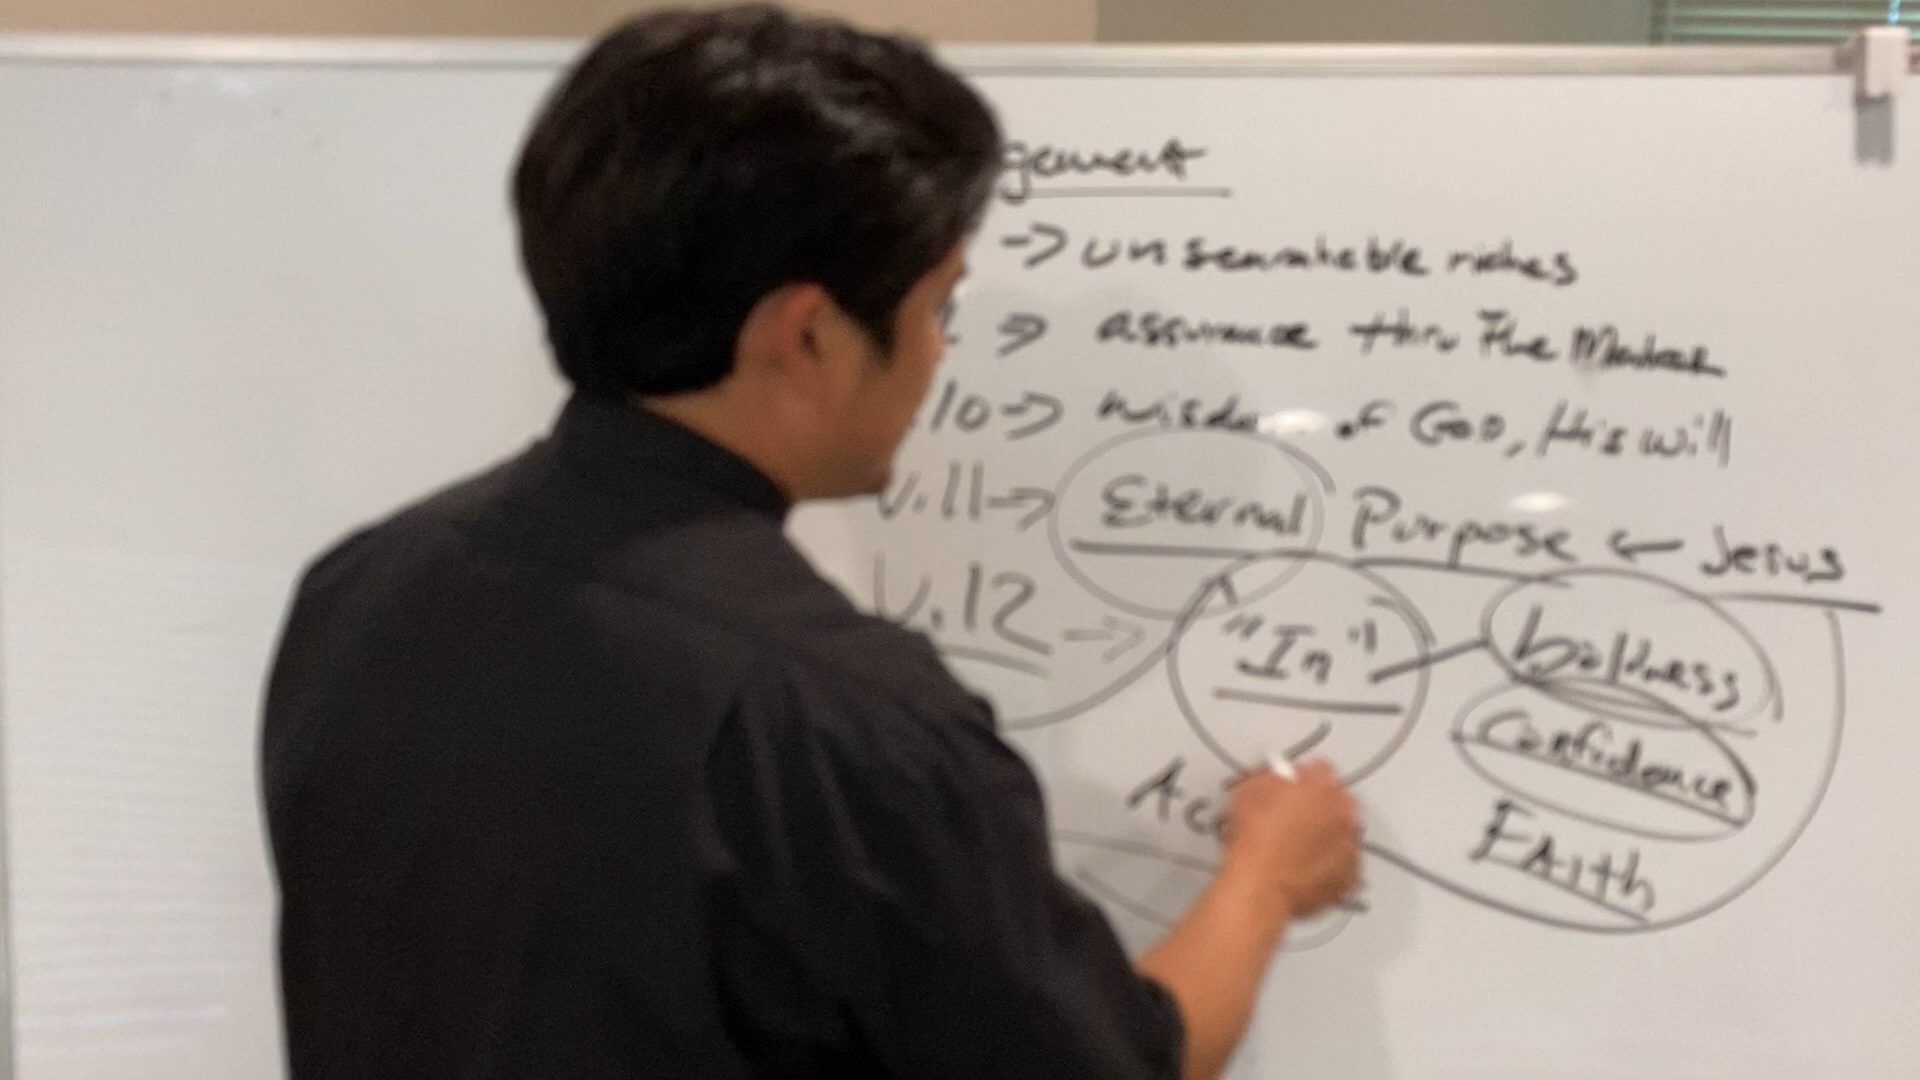 gement
-> unsearchable riches
=> assurance thru the
10 -> wisdom of God, His will
V.11 -> Eternal Purpose <- Jesus
V.12 -> "In" boldness
confidence
Acc
FAith